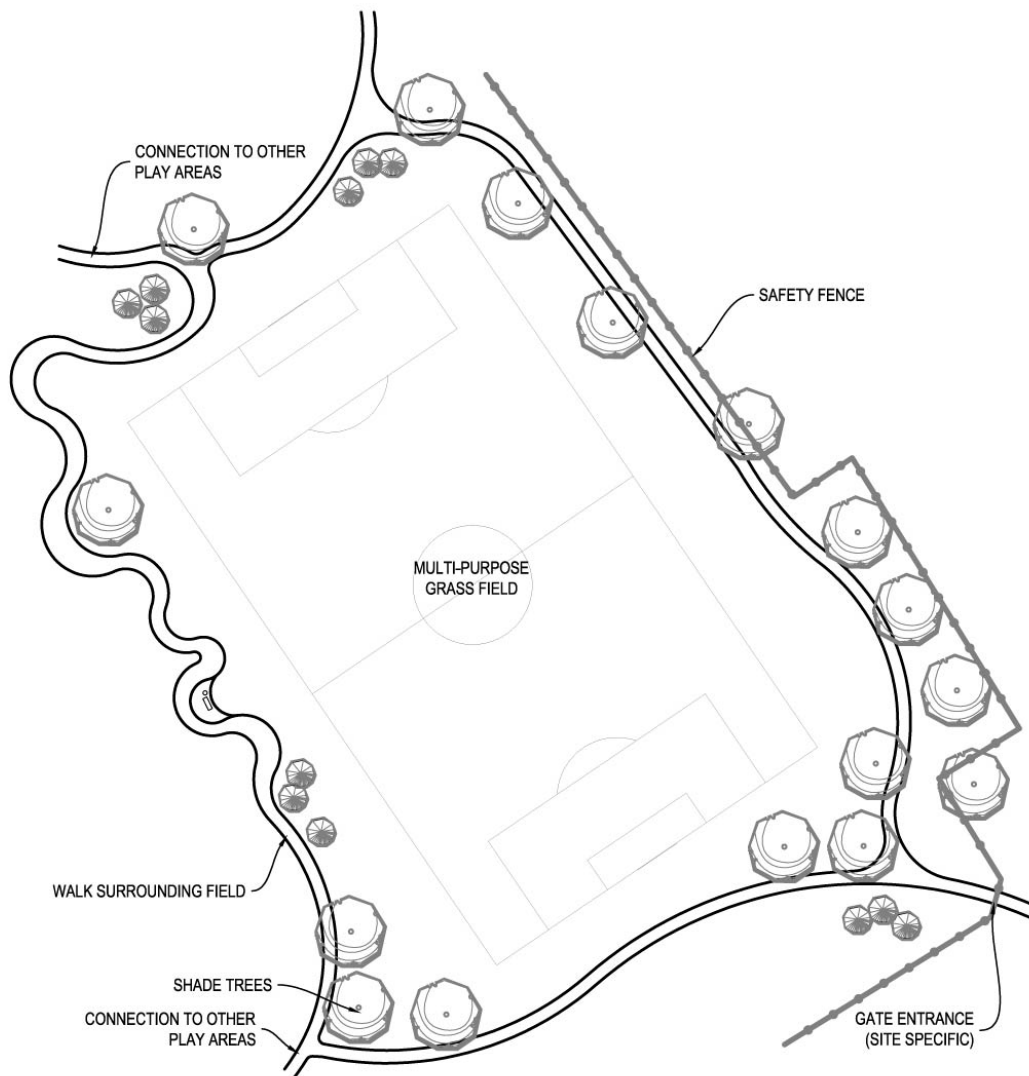 CONNECTION TO OTHER
PLAY AREAS
SAFETY FENCE
MULTI-PURPOSE
GRASS FIELD
WALK SURROUNDING FIELD
SHADE TREES
CONNECTION TO OTHER
PLAY AREAS
GATE ENTRANCE
(SITE SPECIFIC)